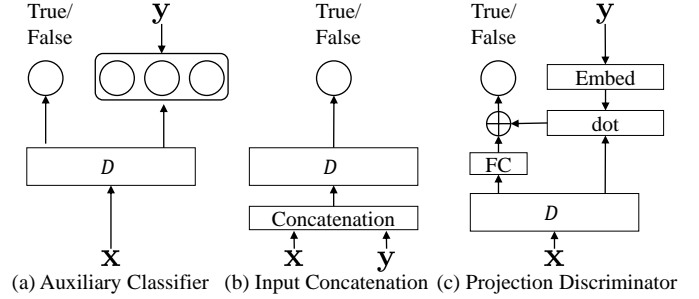 True/
False
y
D
x
(a) Auxiliary Classifier
True/
False
D
Concatenation
x
y
(b) Input Concatenation
True/
False
y
Embed
dot
FC
D
x
(c) Projection Discriminator